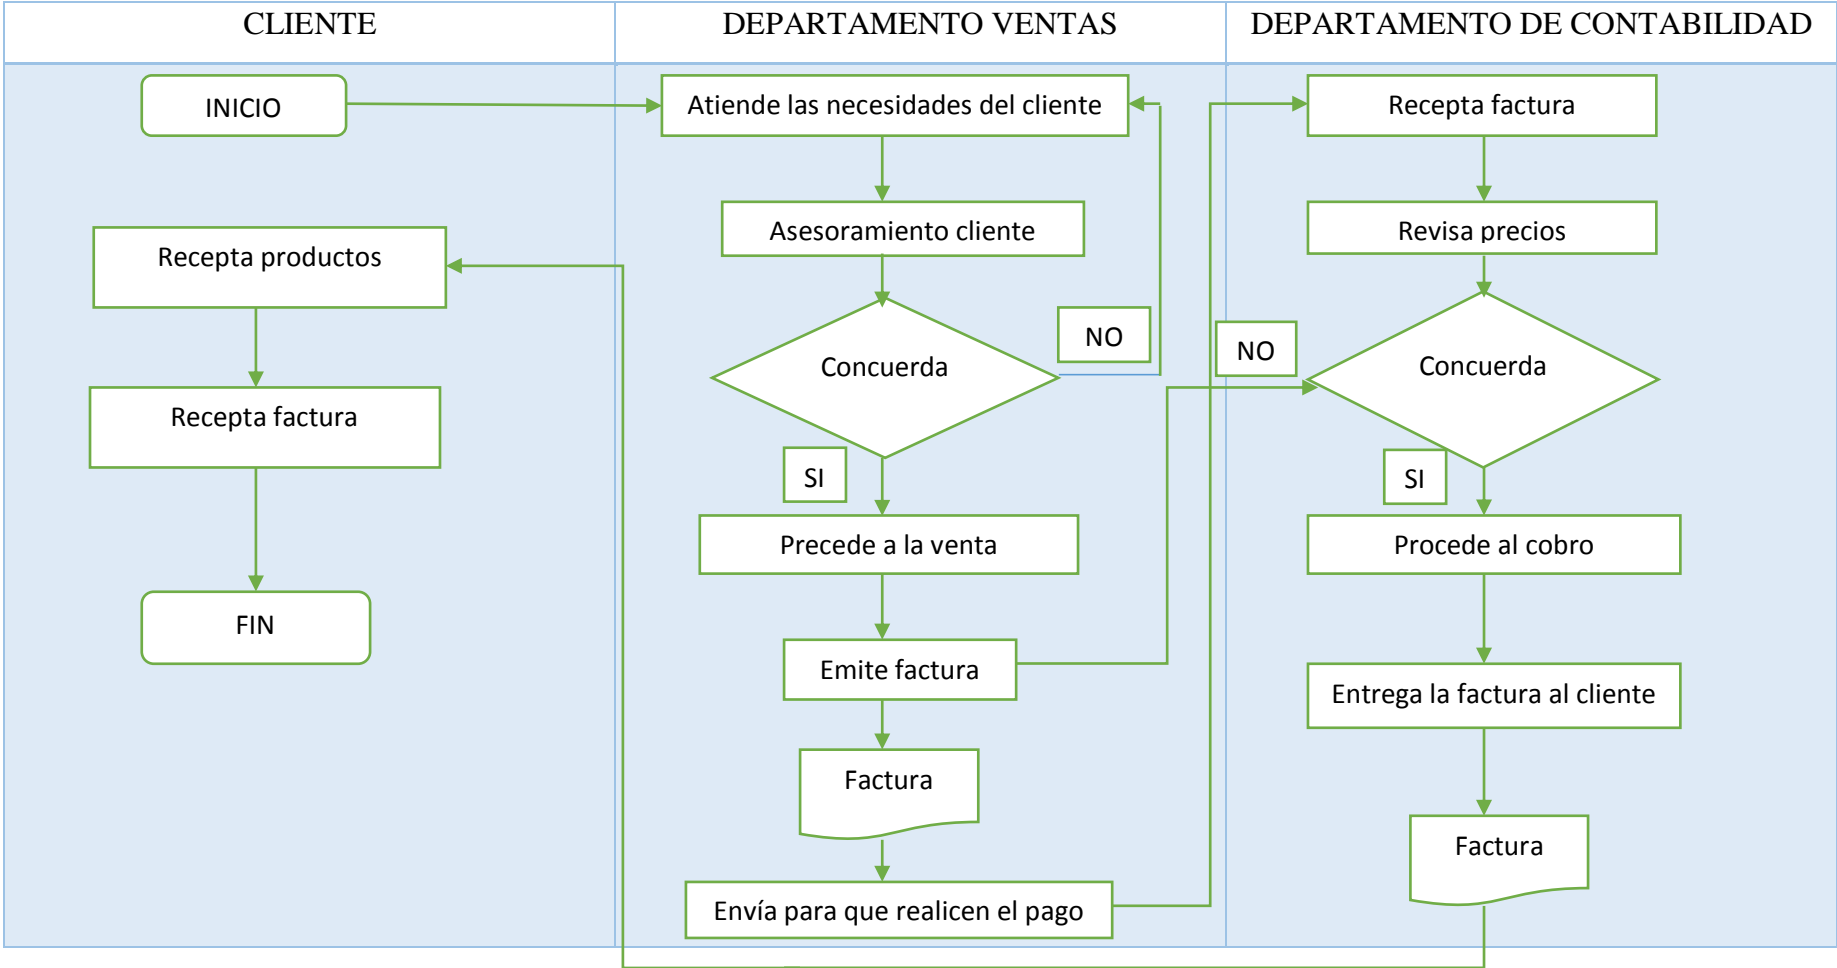 CLIENTE
DEPARTAMENTO VENTAS
DEPARTAMENTO DE CONTABILIDAD
INICIO
Recepta productos
Recepta factura
FIN
Atiende las necesidades del cliente
Asesoramiento cliente
Concuerda
NO
SI
Precede a la venta
Emite factura
Factura
Envía para que realicen el pago
Recepta factura
Revisa precios
Concuerda
NO
SI
Procede al cobro
Entrega la factura al cliente
Factura